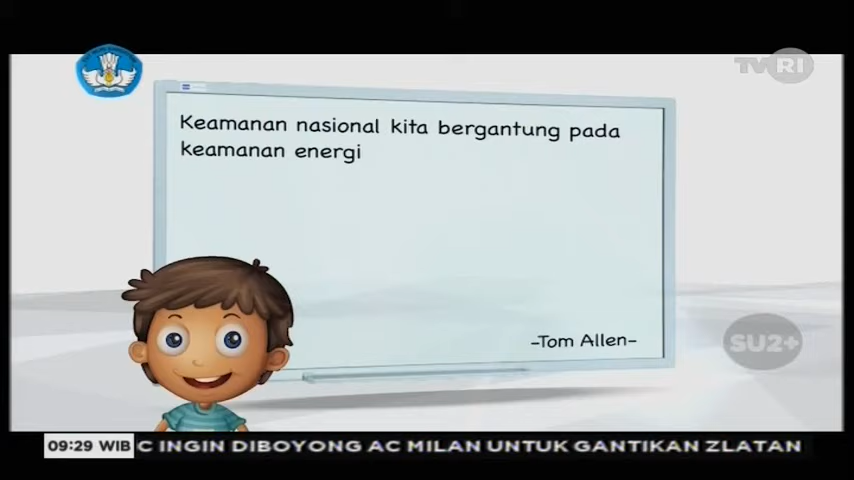 TVRI
Keamanan nasional kita bergantung pada
keamanan energi
-Tom Allen-
SU2+
09:29 WIB
C INGIN DIBOYONG AC MILAN UNTUK GANTIKAN ZLATAN